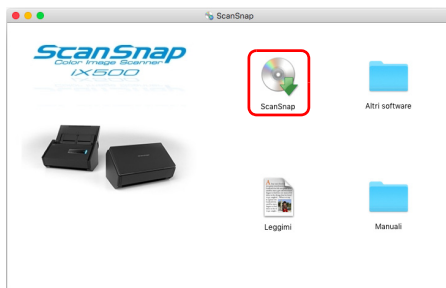 ScanSnap
ScanSnap
Color Image Scanner
iX500
ScanSnap
Altri software
Leggimi
Manuali